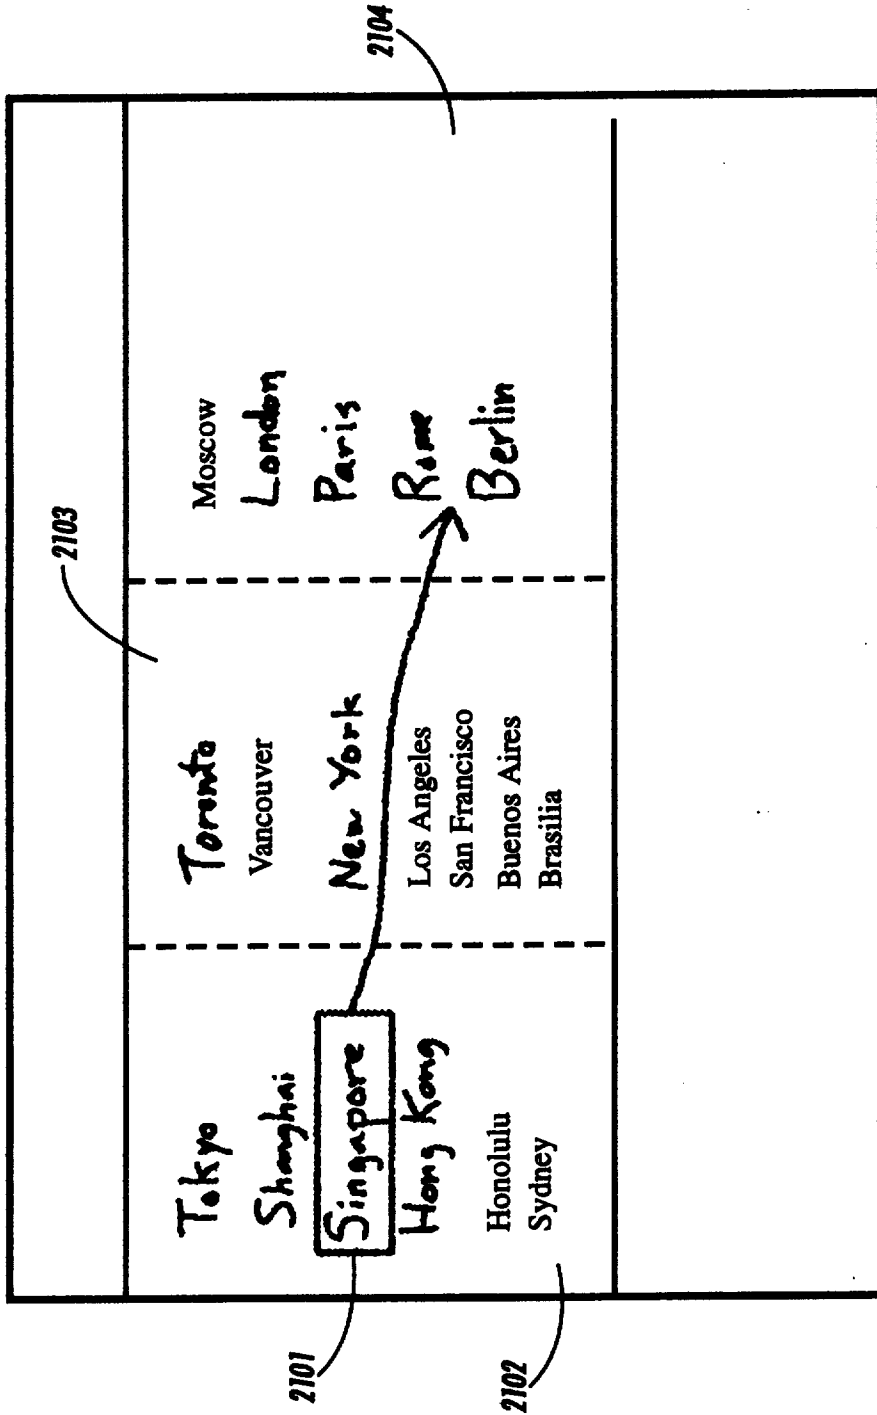 2103
2104
Tokyo
Shanghai
Singapore
Hong Kong
Honolulu
Sydney
Toronto
Vancouver
New York
Los Angeles
San Francisco
Buenos Aires
Brasilia
Moscow
London
Paris
Rome
Berlin
2101
2102